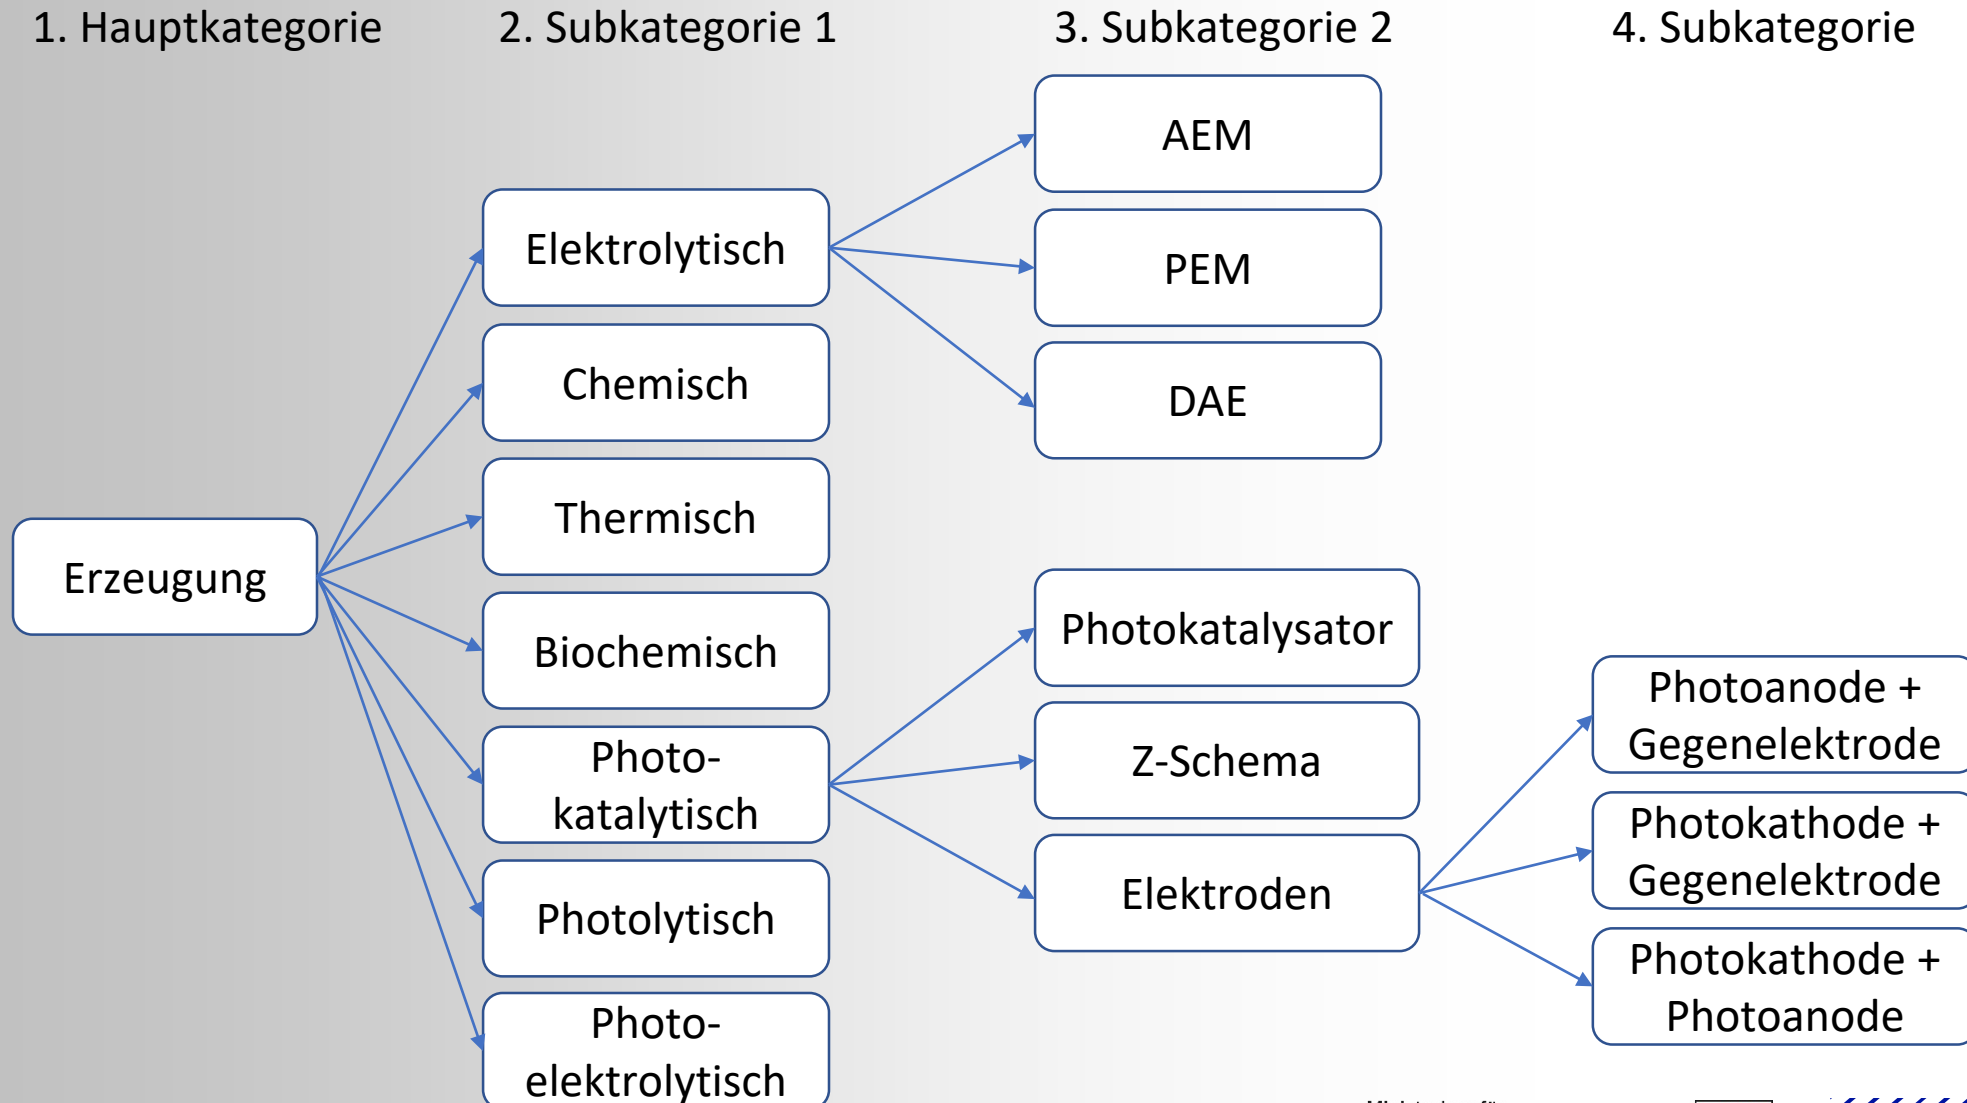 1. Hauptkategorie
2. Subkategorie 1
3. Subkategorie 2
4. Subkategorie
AEM
Elektrolytisch
PEM
Chemisch
DAE
Thermisch
Erzeugung
Biochemisch
Photokatalysator
Photo-
katalytisch
Z-Schema
Photolytisch
Elektroden
Photo-
elektrolytisch
Photoanode +
Gegenelektrode
Photokathode +
Gegenelektrode
Photokathode +
Photoanode